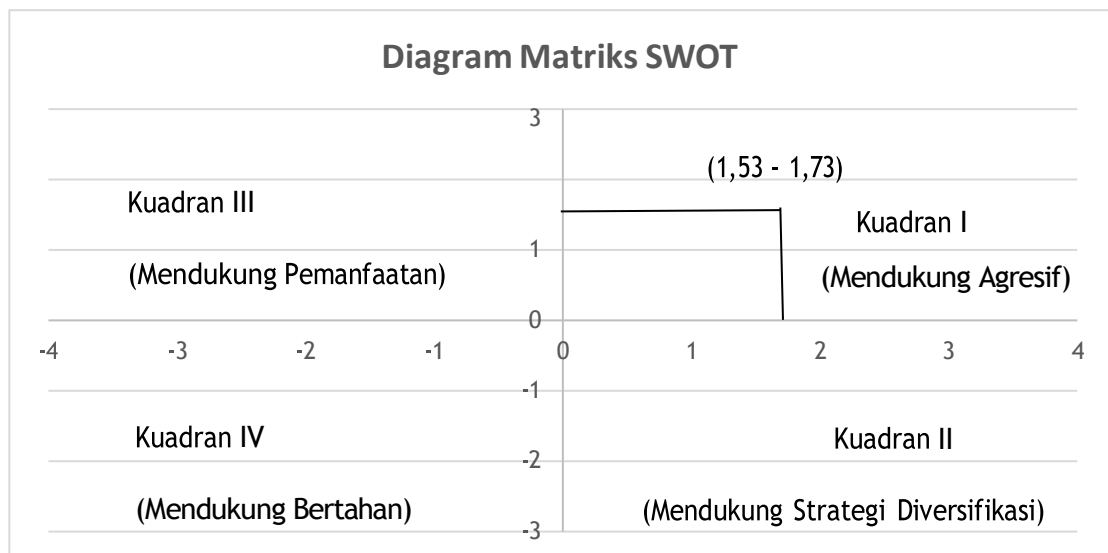 Diagram Matriks SWOT
3
(1,53 - 1,73)
Kuadran III
Kuadran I
1
(Mendukung Pemanfaatan)
(Mendukung Agresif)
0
-4 -3 -2 -1 0 1 2 3 4
-1
Kuadran IV
Kuadran II
-2
(Mendukung Bertahan)
(Mendukung Strategi Diversifikasi)
-3